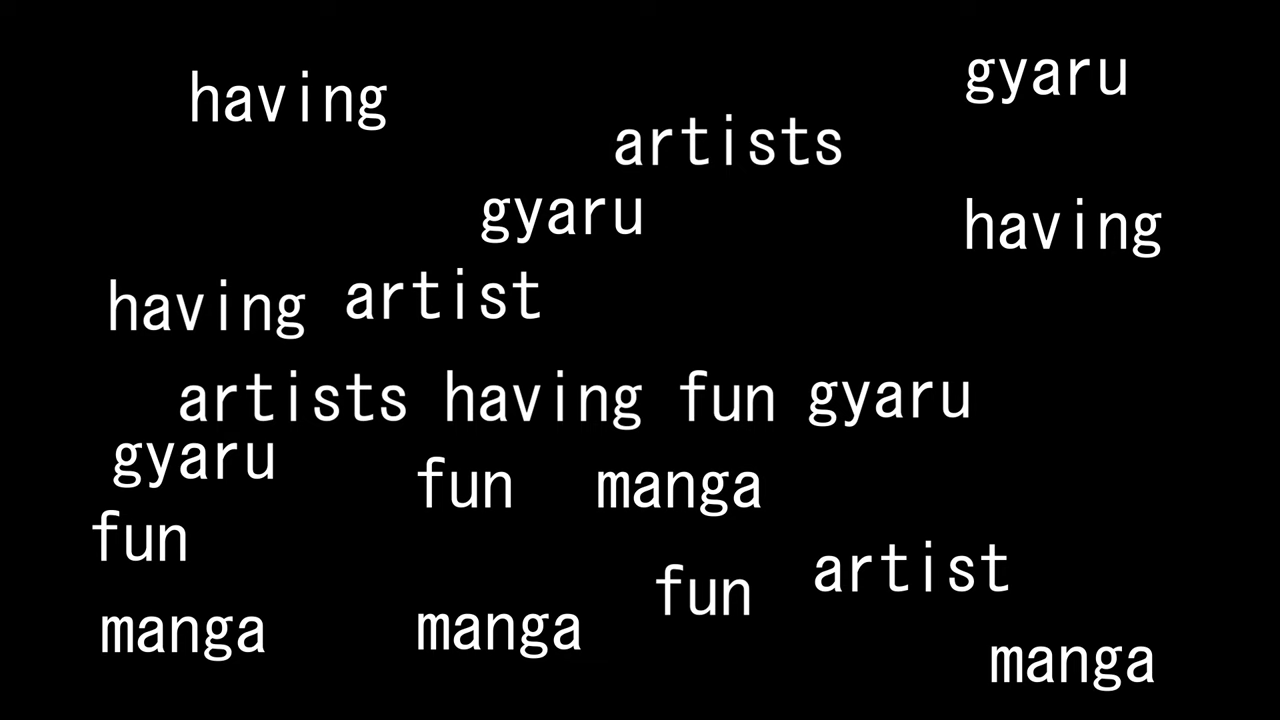 gyaru
having
artists
gyaru
having
having artist
artists having fun gyaru
gyaru
fun manga
fun
artist
fun
manga manga
manga